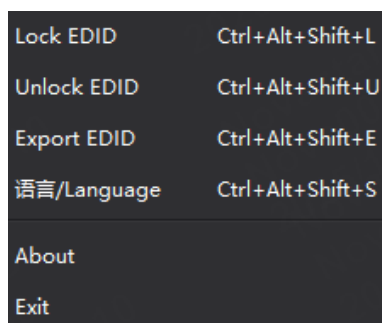 Lock EDID Ctrl+Alt+Shift+L
Unlock EDID Ctrl+Alt+Shift+U
Export EDID Ctrl+Alt+Shift+E
语言/Language Ctrl+Alt+Shift+S
About
Exit